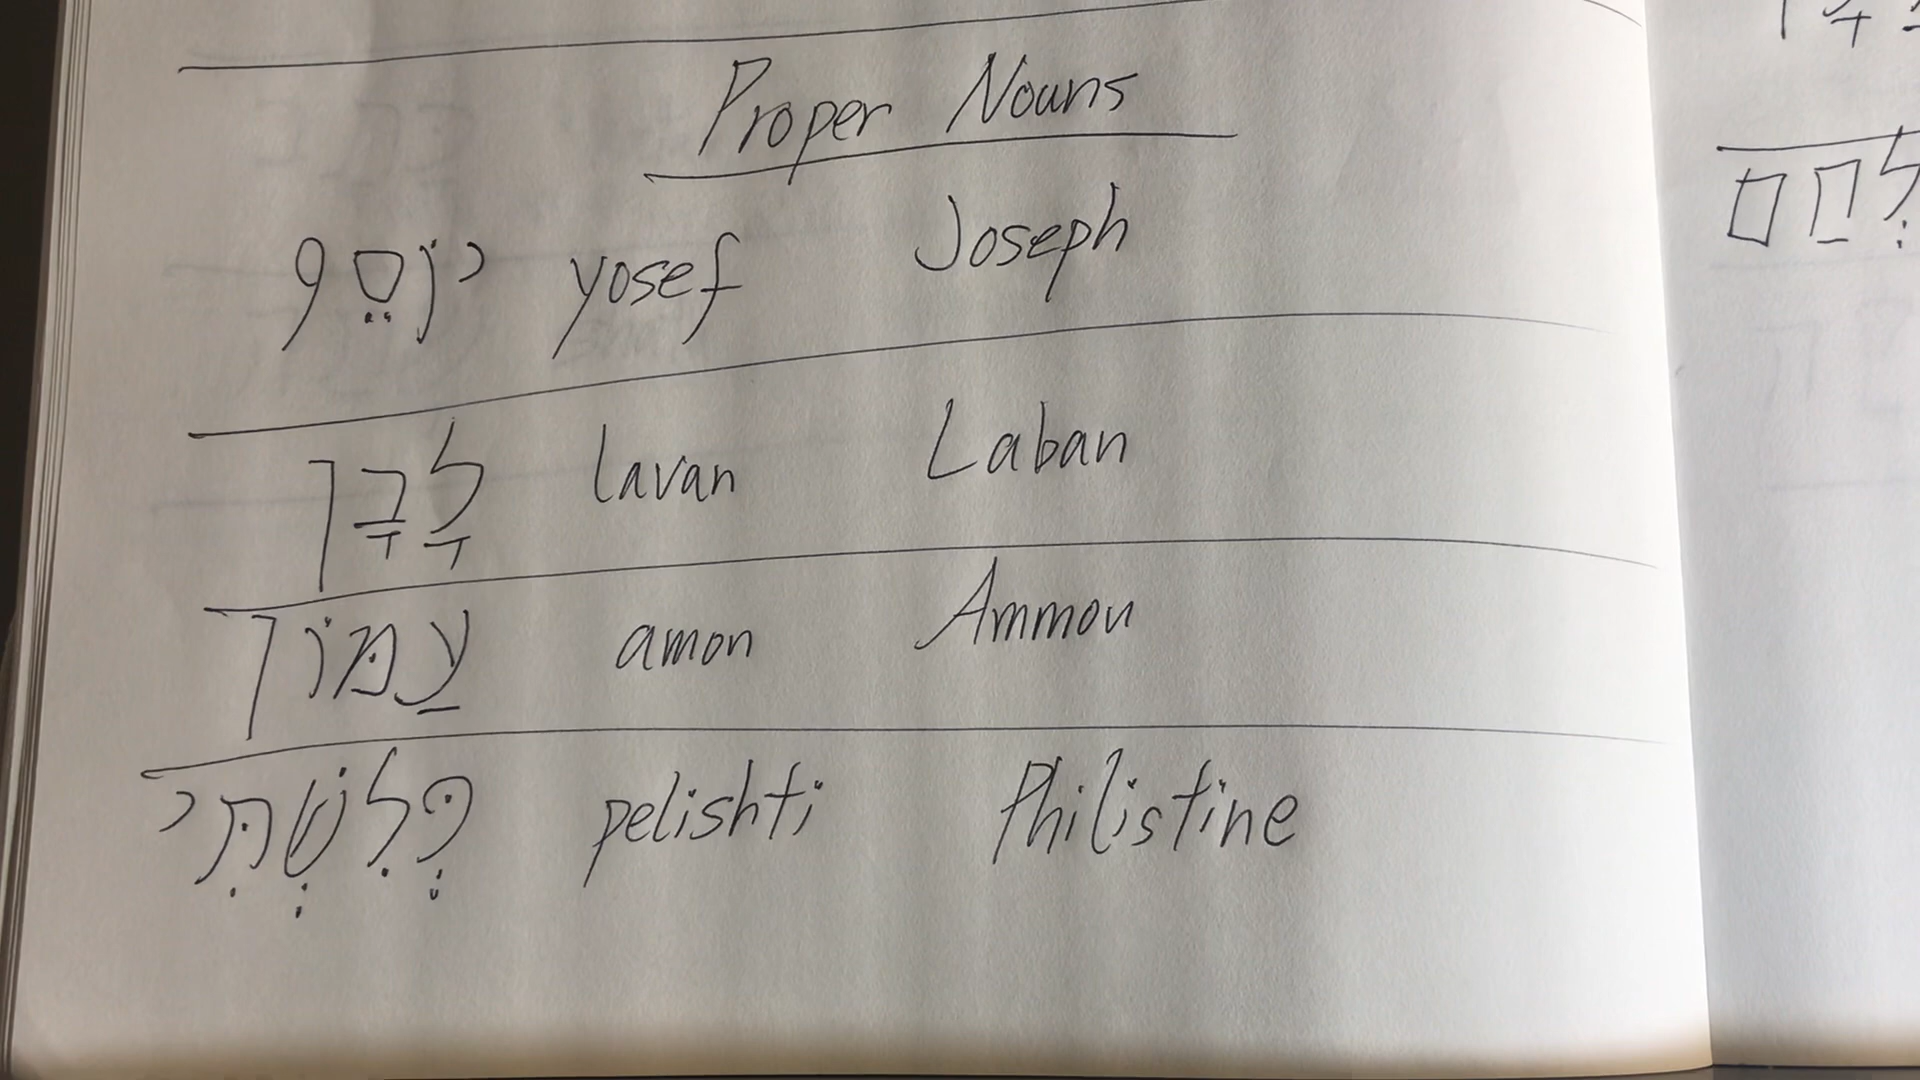 Proper Nouns
יוֹסֵף yosef Joseph
לָבָן lavan Laban
עַמּוֹן amon Ammon
פְּלִשְׁתִּי pelishti Philistine